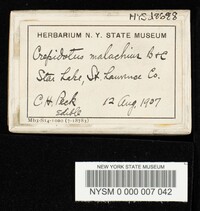 HERBARIUM N. Y. STATE MUSEUM
Crepidotus malachius B+C
Star Lake, St. Lawrence Co.
C H. Peck 12 Aug. 1907
edible
NEW YORK STATE MUSEUM
NYSM 0 000 007 042